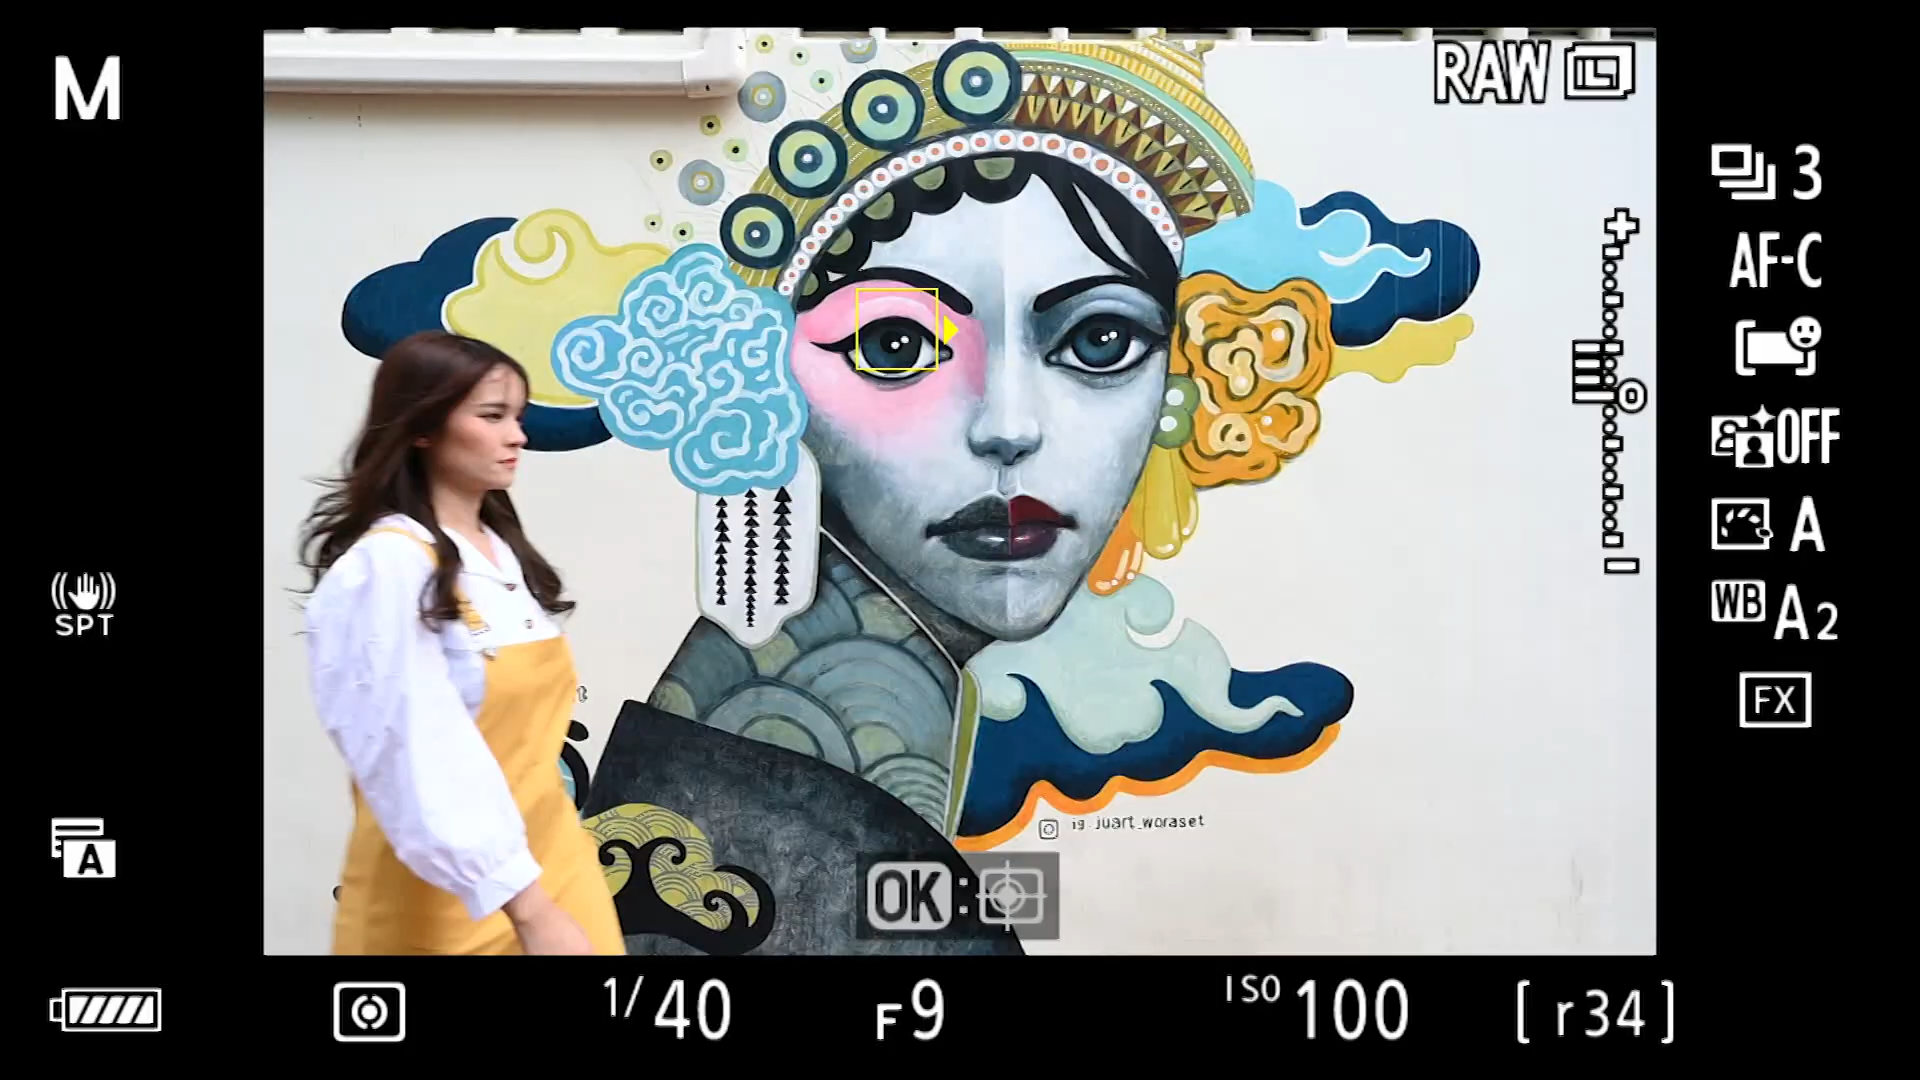 M
RAW L
3
AF-C
OFF
A
WB A2
FX
SPT
A
ig juart_woraset
OK:
1/40
F9
ISO 100
[ r34 ]